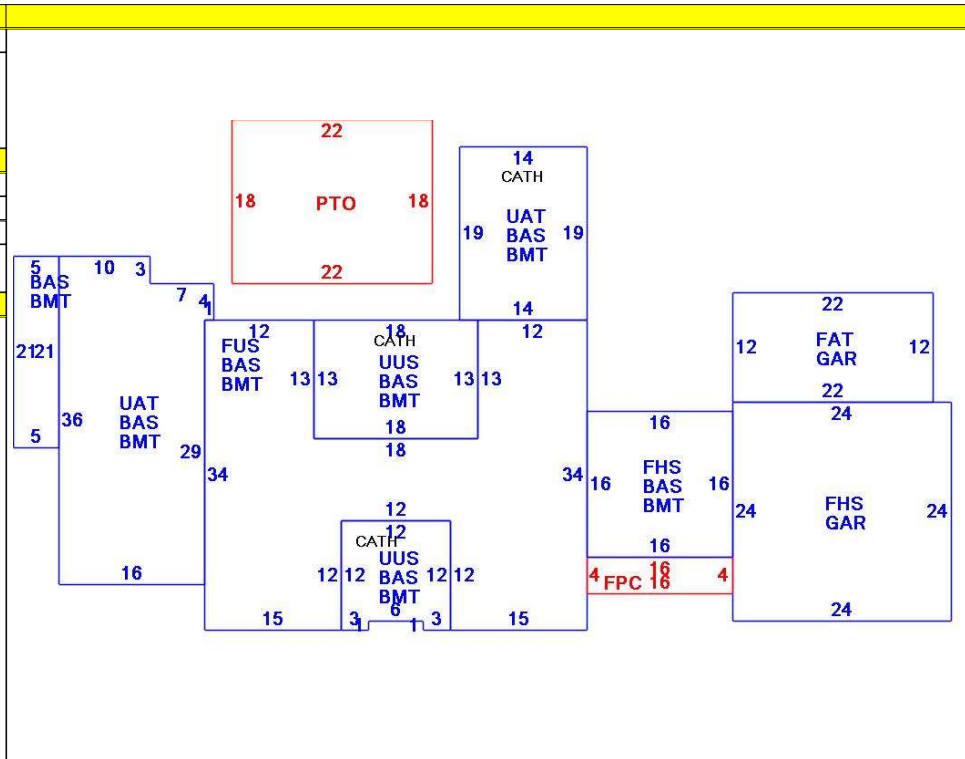 22
18 PTO 18
22
14
CATH
19 UAT 19
BAS
BMT
14
5 10 3
BAS
BMT
7 4
1
21 21
5
36 UAT
BAS
BMT
29
16
12 18 12
CATH
FUS
BAS
BMT
13 13 UUS 13 13
BAS
BMT
18
18
34 34
12
12
CATH
UUS
12 12 BAS 12 12
BMT
6
15 3 1 1 3 15
16
FHS
16 BAS 16
BMT
16
16
4 FPC 16 4
22
12 FAT 12
GAR
22
24
24 FHS 24
GAR
24